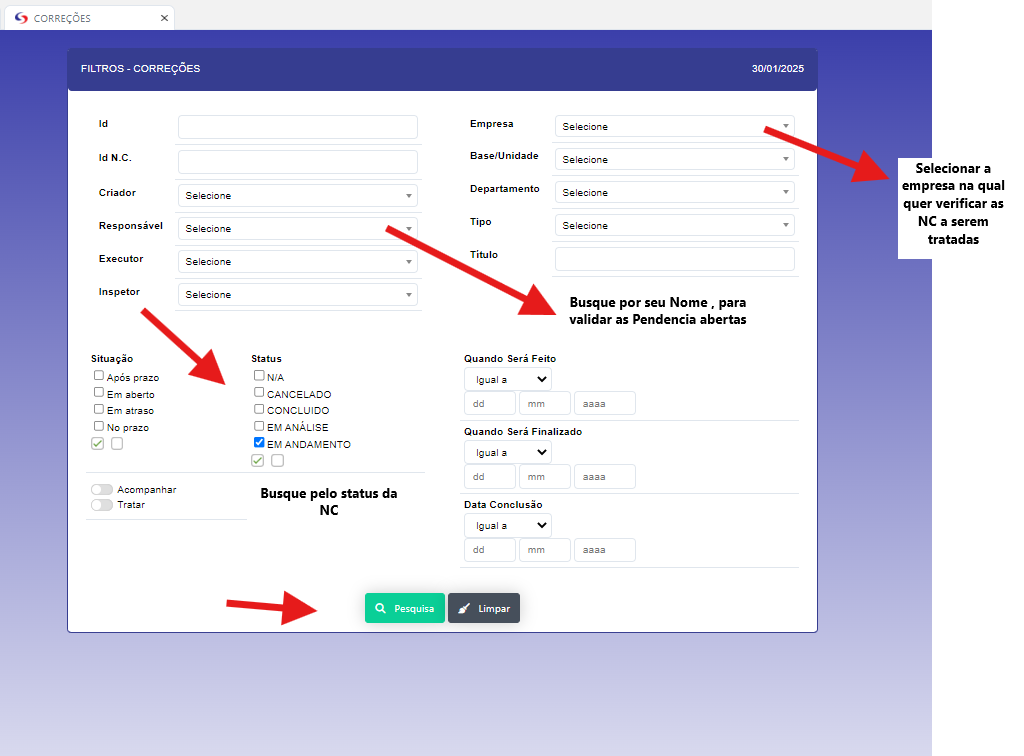 CORREÇÕES
FILTROS - CORREÇÕES
30/01/2025
Id
Id N.C.
Criador
Selecione
Responsável
Selecione
Executor
Selecione
Inspetor
Selecione
Empresa
Selecione
Base/Unidade
Selecione
Departamento
Selecione
Tipo
Selecione
Título
Selecionar a
empresa na qual
quer verificar as
NC a serem
tratadas
Busque por seu Nome , para
validar as Pendencia abertas
Situação
Após prazo
Em aberto
Em atraso
No prazo
Status
N/A
CANCELADO
CONCLUIDO
EM ANÁLISE
EM ANDAMENTO
Acompanhar
Tratar
Busque pelo status da
NC
Quando Será Feito
Igual a
dd mm aaaa
Quando Será Finalizado
Igual a
dd mm aaaa
Data Conclusão
Igual a
dd mm aaaa
Pesquisa
Limpar